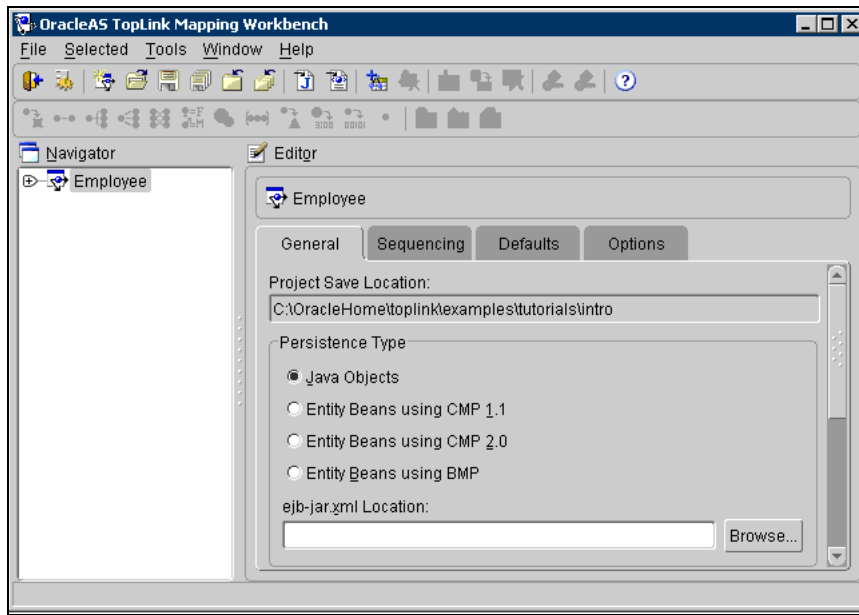 OracleAS TopLink Mapping Workbench
File Selected Tools Window Help
Navigator
Editor
Employee
Employee
General Sequencing Defaults Options
Project Save Location:
C:\OracleHome\toplink\examples\tutorials\intro
Persistence Type
Java Objects
Entity Beans using CMP 1.1
Entity Beans using CMP 2.0
Entity Beans using BMP
ejb-jar.xml Location:
Browse...